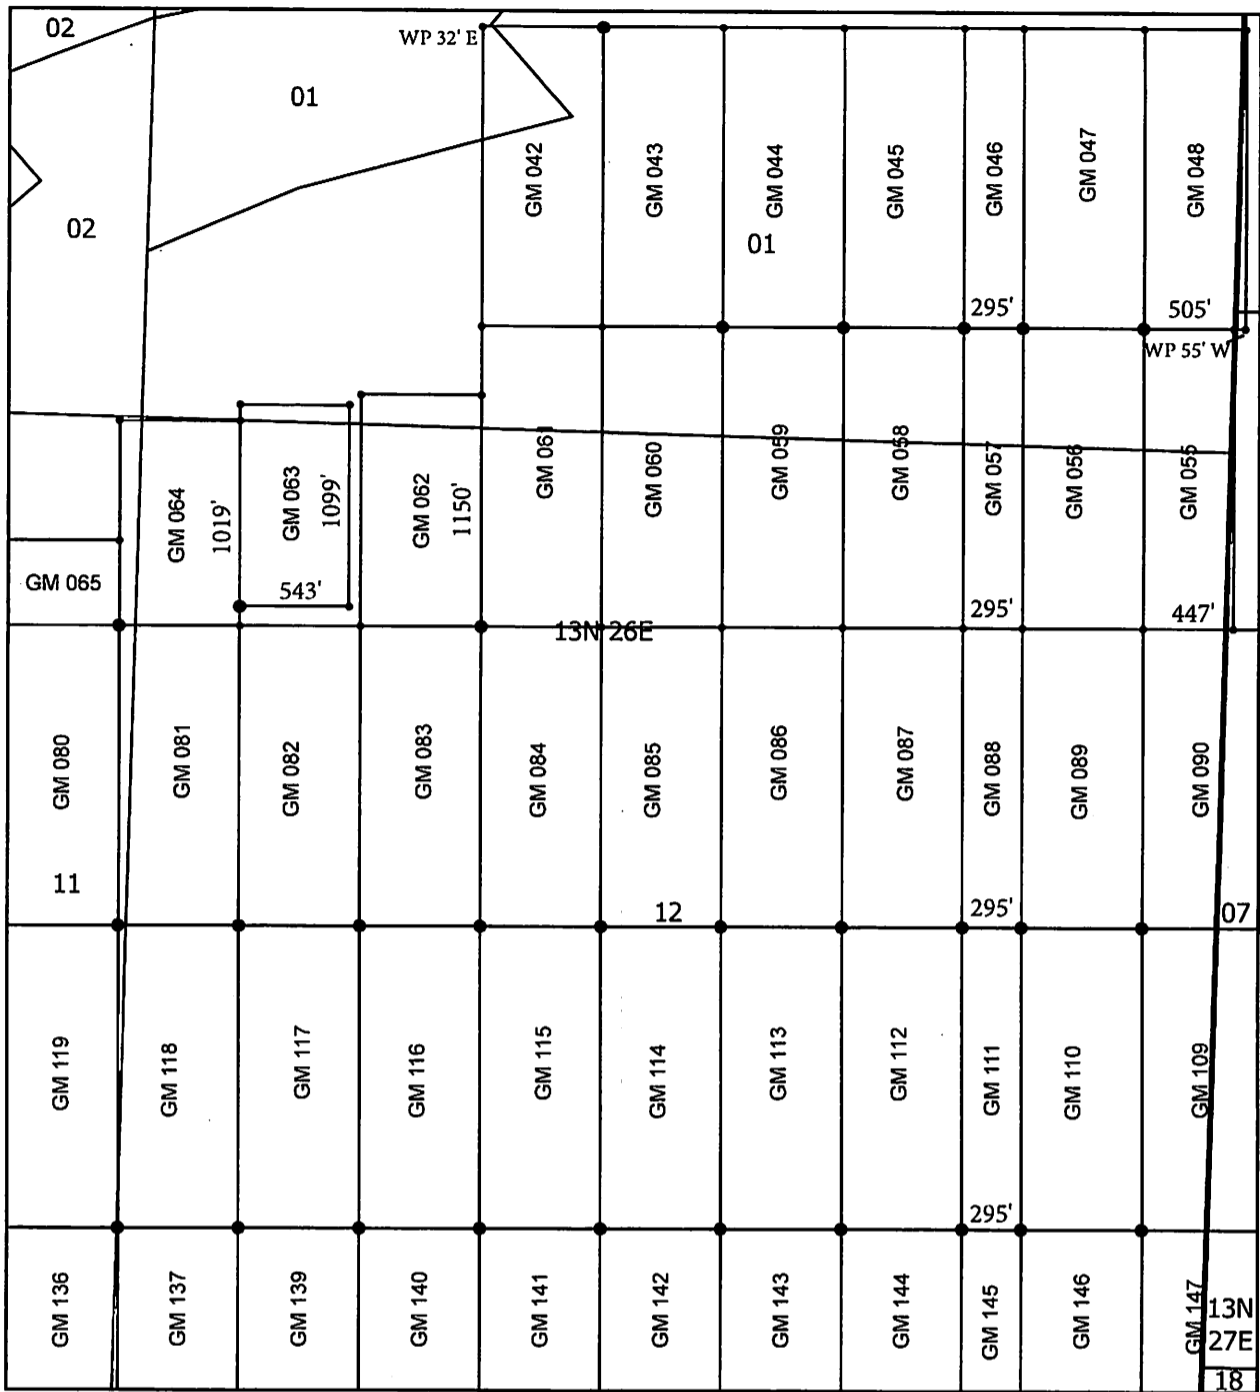 02
WP 32' E
01
GM 042
GM 043
GM 044
GM 045
GM 046
GM 047
GM 048
02
01
295'
505'
WP 55' W
GM 064
1019'
GM 063
1099'
GM 062
1150'
GM 061
GM 060
GM 059
GM 058
GM 057
GM 056
GM 055
GM 065
543'
295'
447'
13N 26E
GM 080
GM 081
GM 082
GM 083
GM 084
GM 085
GM 086
GM 087
GM 088
GM 089
GM 090
11
12
295'
07
GM 119
GM 118
GM 117
GM 116
GM 115
GM 114
GM 113
GM 112
GM 111
GM 110
GM 109
295'
GM 136
GM 137
GM 139
GM 140
GM 141
GM 142
GM 143
GM 144
GM 145
GM 146
GM 147
13N
27E
18